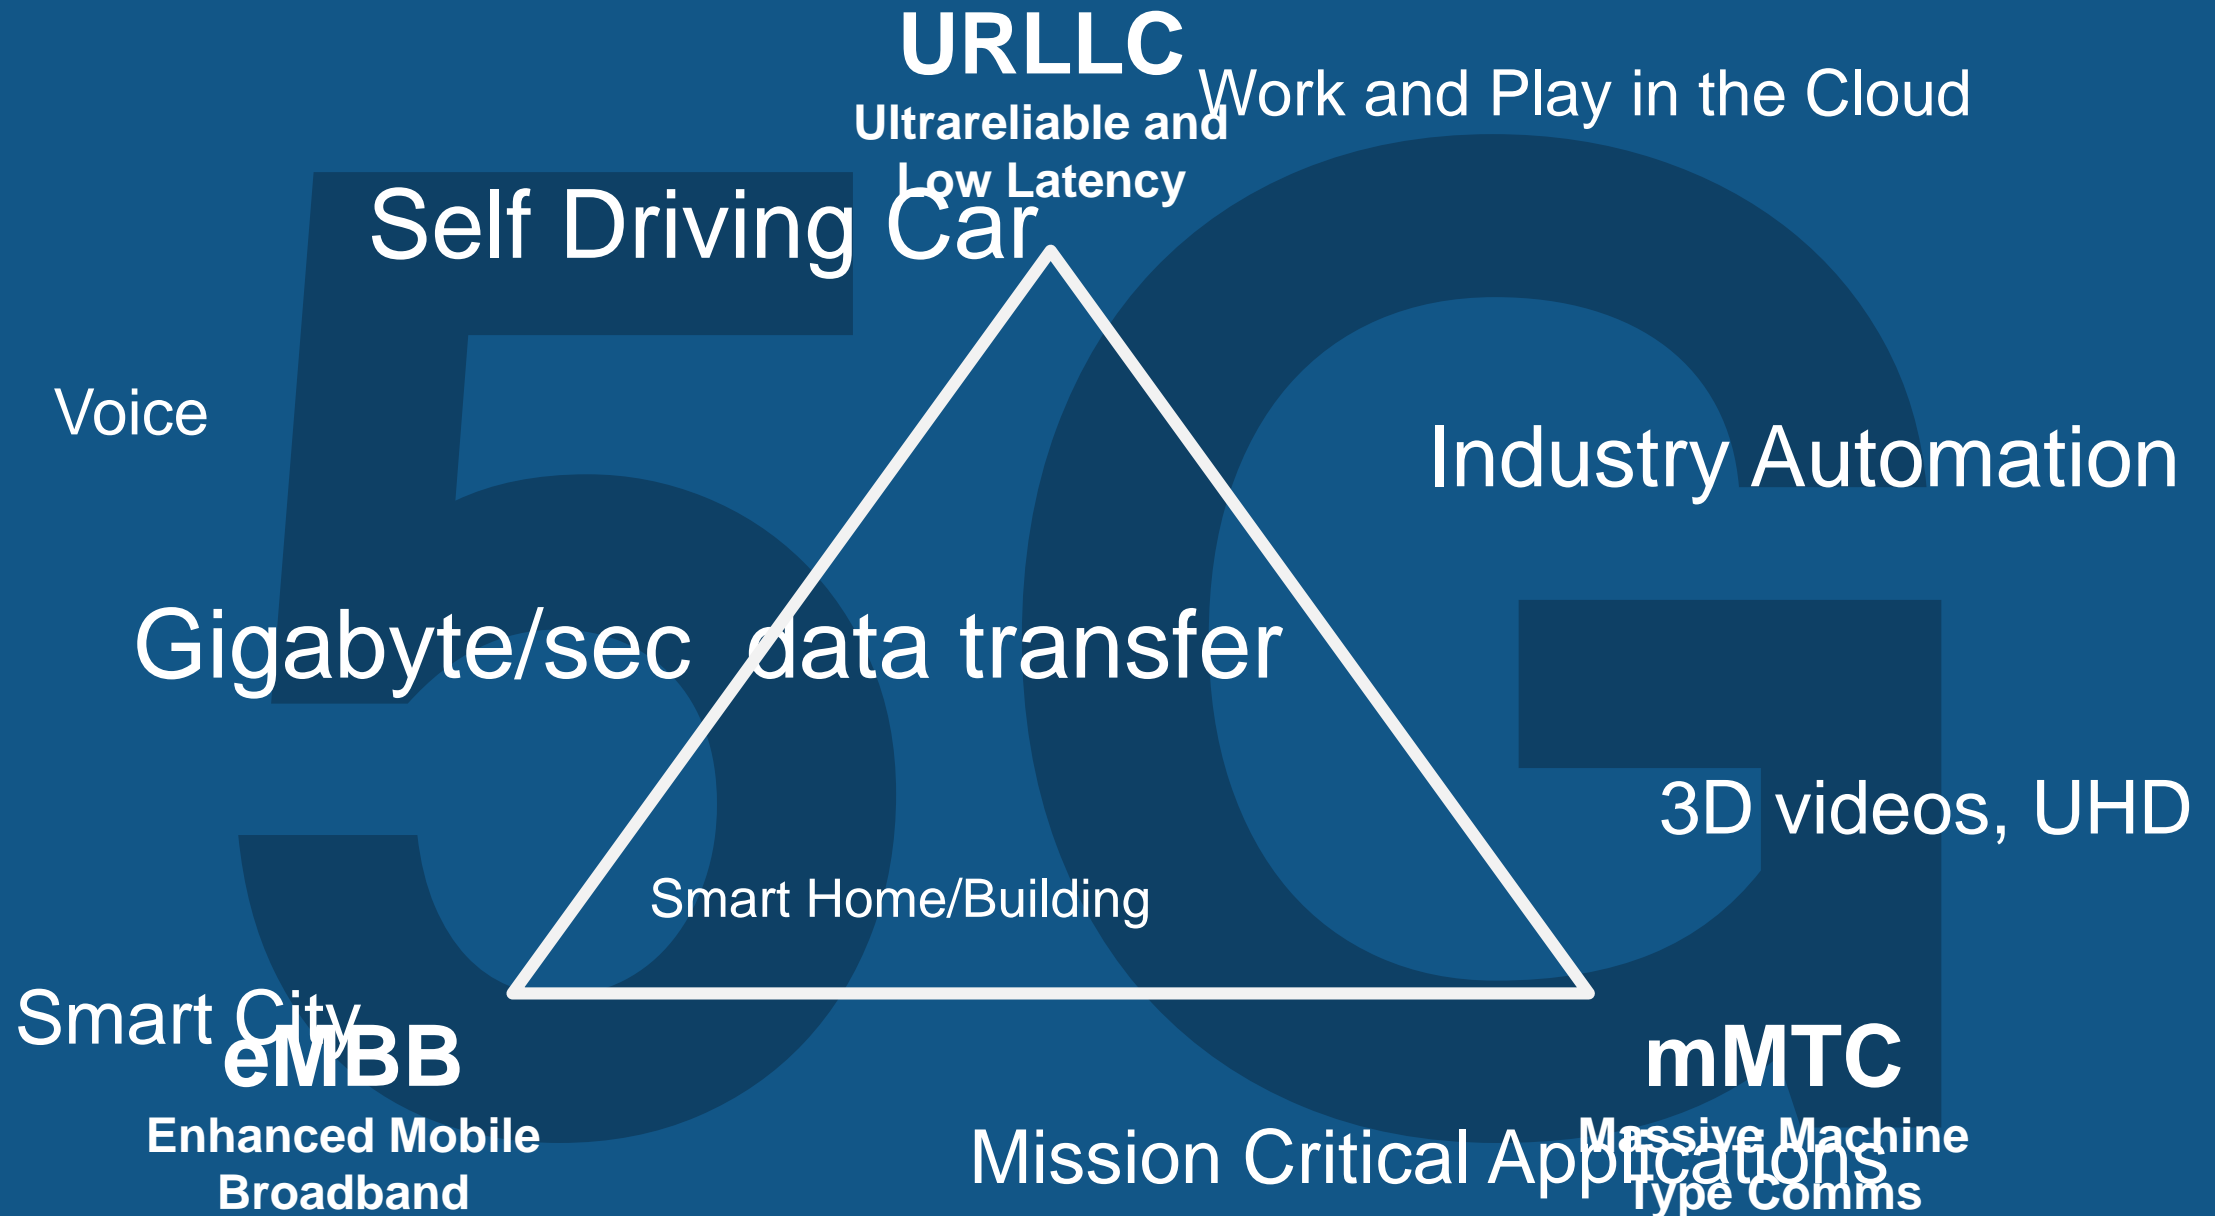 URLLC
Work and Play in the Cloud
Ultrareliable and
Low Latency
Self Driving Car
Voice
Industry Automation
Gigabyte/sec  data transfer
3D videos, UHD
Smart Home/Building
Smart City
eMBB
Enhanced Mobile
Broadband
mMTC
Massive Machine
Type Comms
Mission Critical Applications
5G